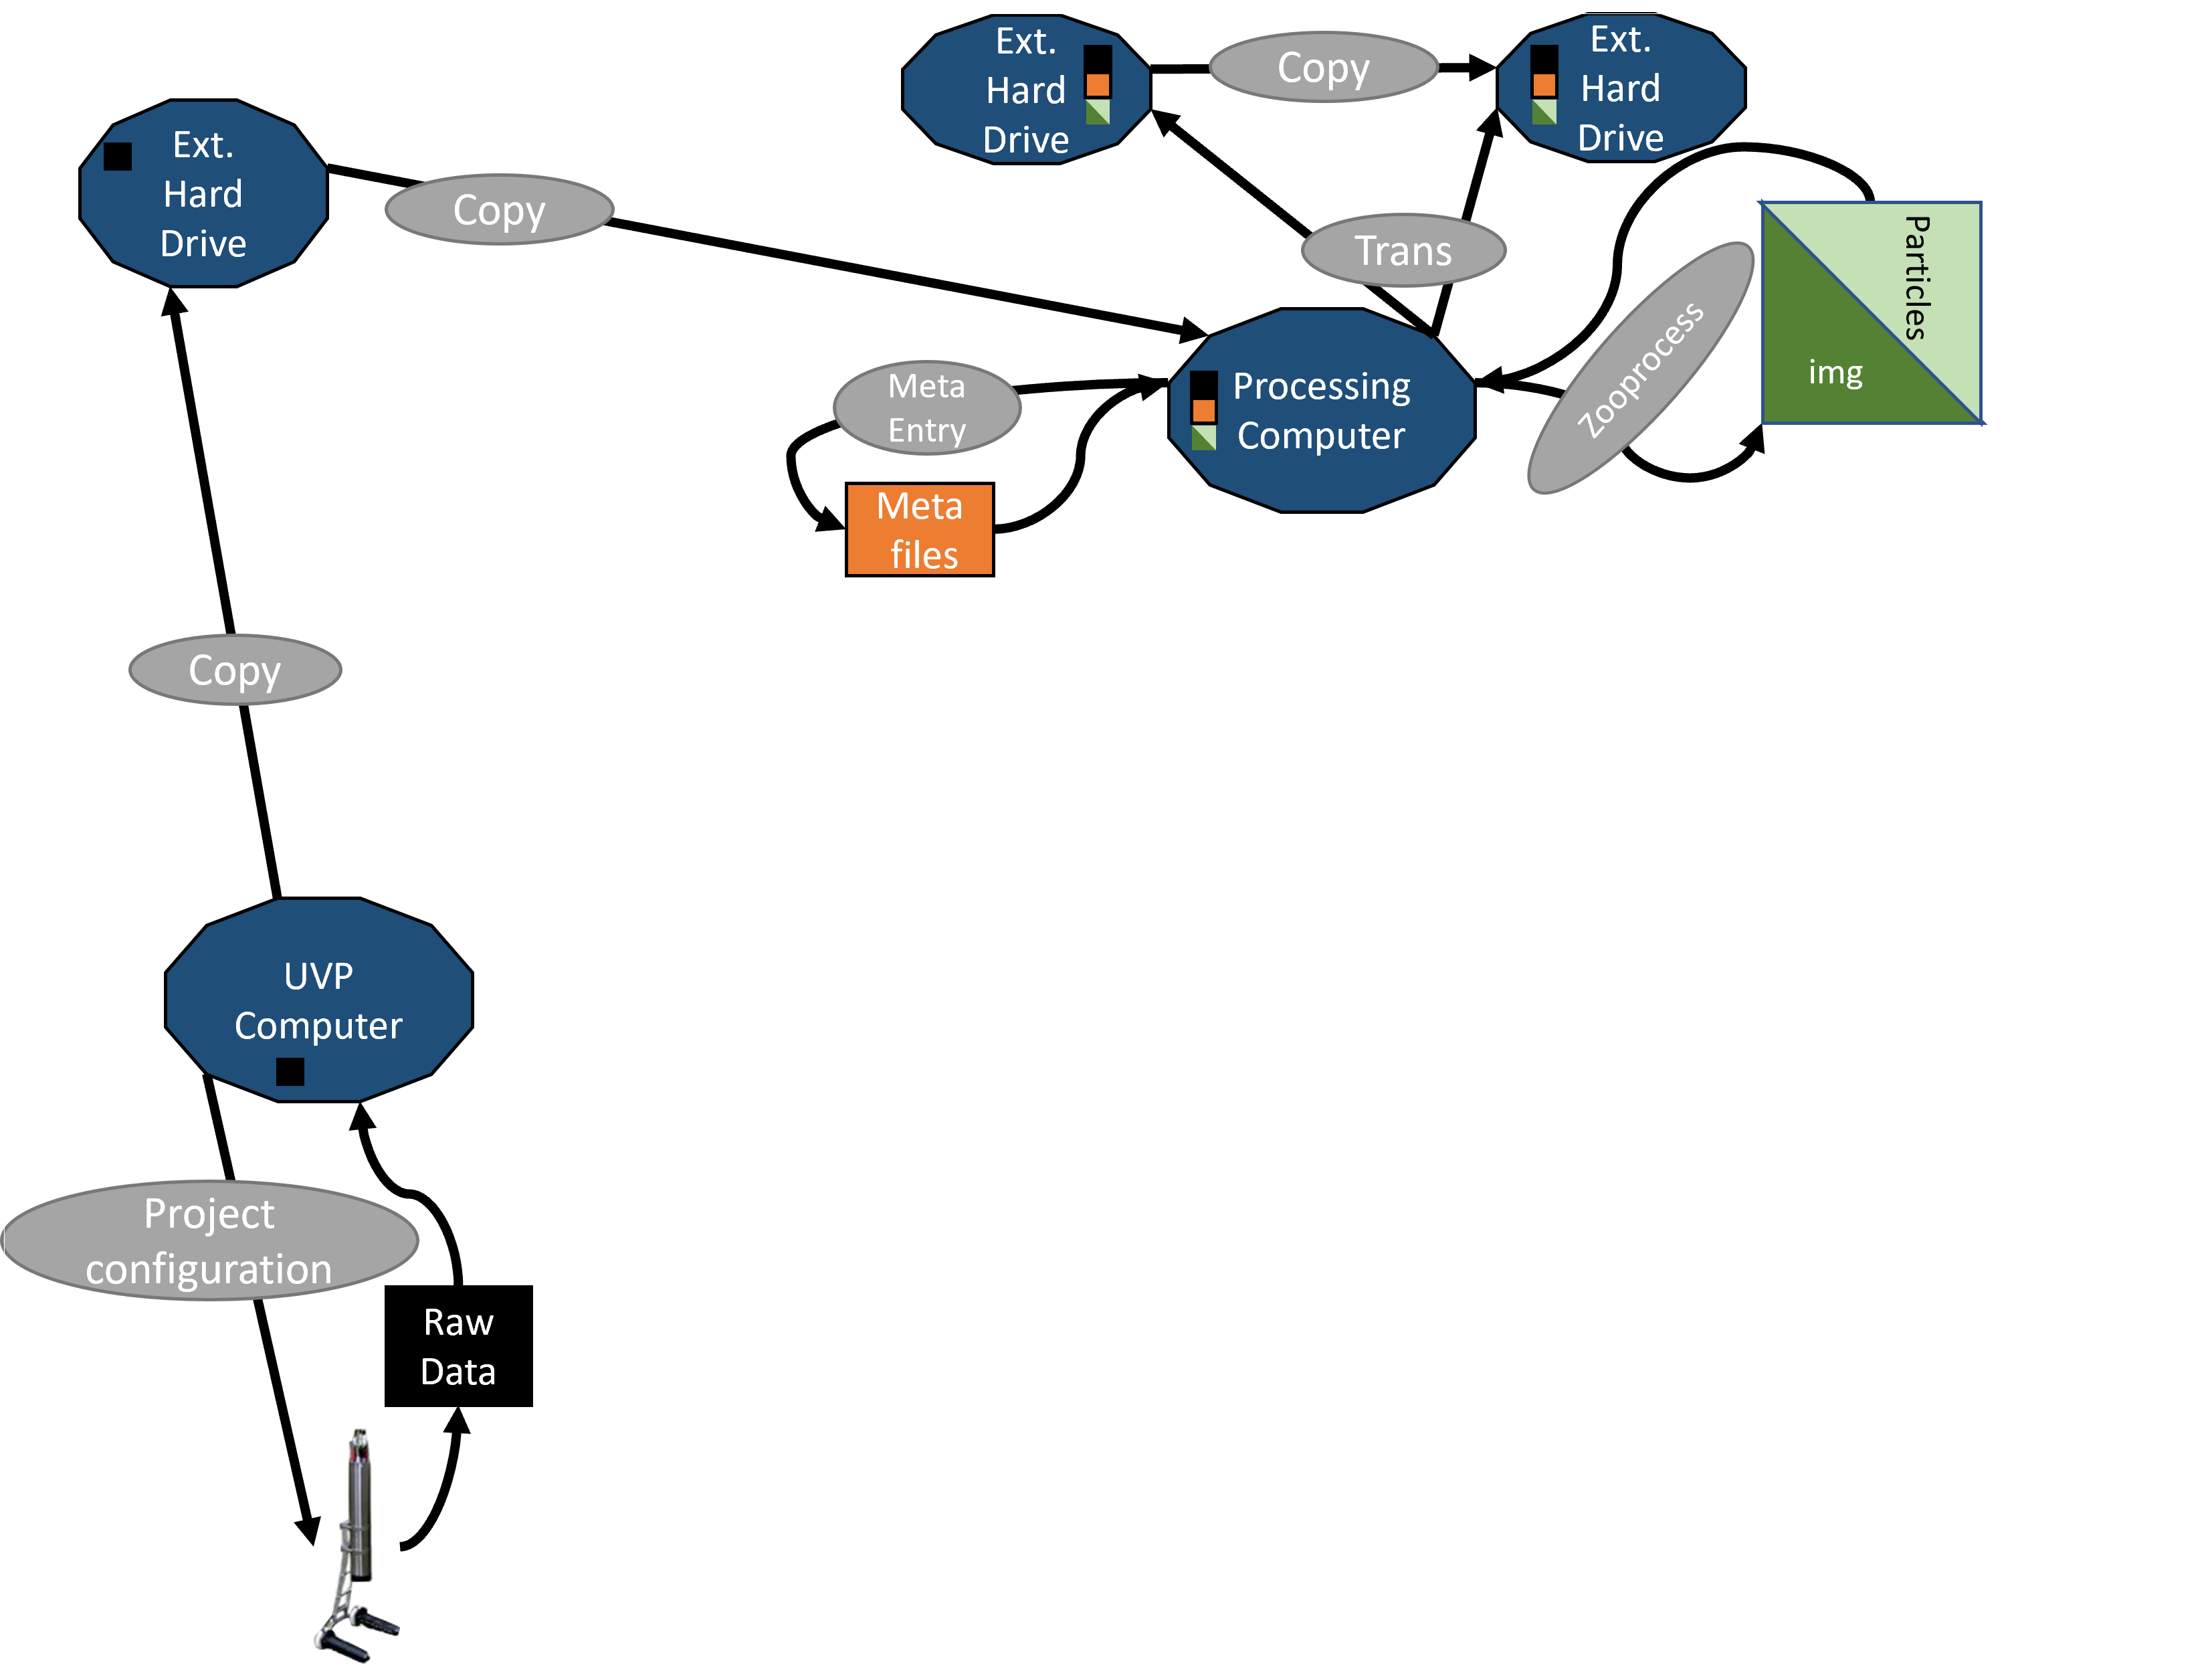 Ext.
Hard
Drive
Copy
Ext.
Hard
Drive
Ext.
Hard
Drive
Copy
Trans
Particles
img
Zooprocess
Processing
Computer
Meta
Entry
Meta
files
Copy
UVP
Computer
Project
configuration
Raw
Data